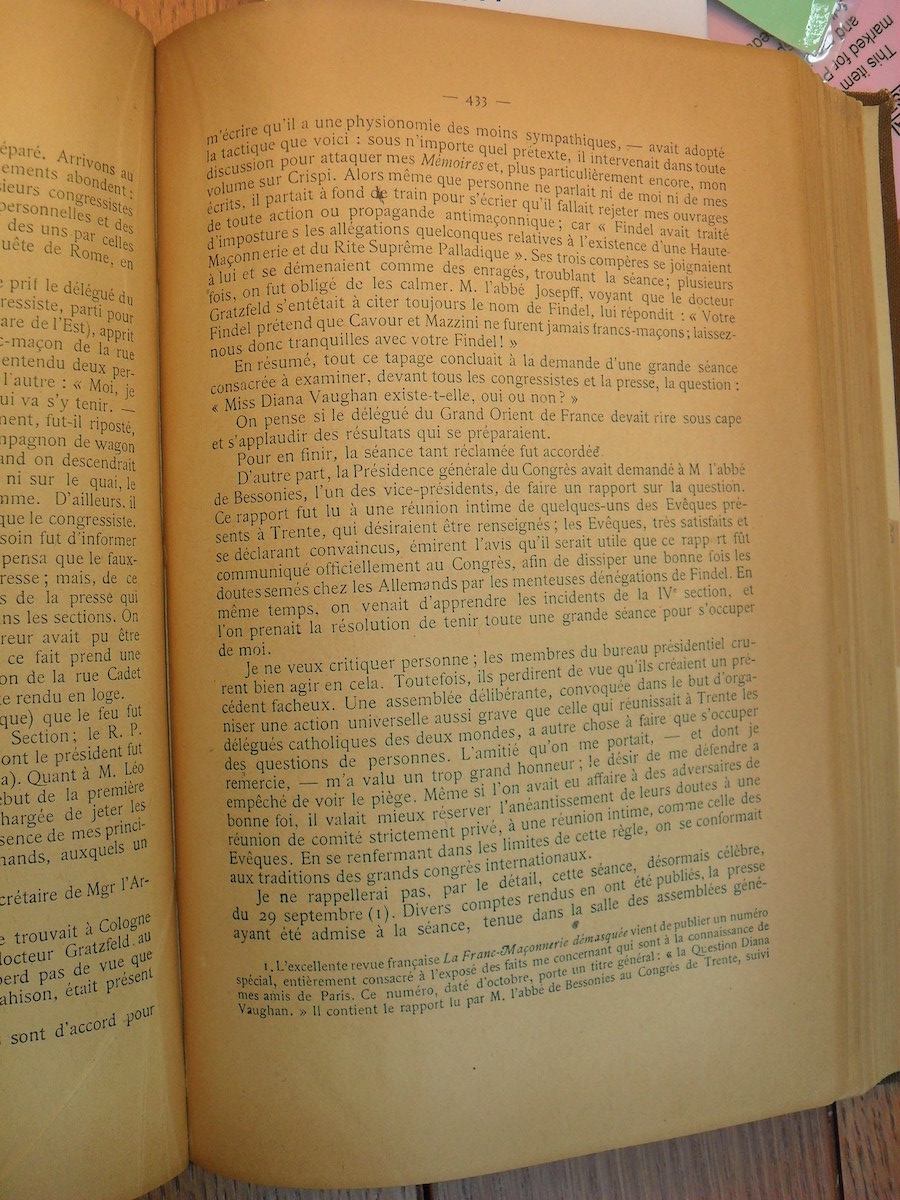 This item
and
marked for P
éparé. Arrivons au
ements abondent:
sieurs congressistes
personnelles et des
des uns par celles
quête de Rome, en
e prit le délégué du
ressiste, parti pour
are de l'Est), apprit
c-maçon de la rue
entendu deux per-
l'autre : « Moi, je
ui va s'y tenir. —
ment, fut-il riposté,
mpagnon de wagon
and on descendrait
ni sur le quai, le
mme. D'ailleurs, il
que le congressiste.
soin fut d'informer
pensa que le faux-
resse ; mais, de ce
s de la presse qui
ns les sections. On
reur avait pu être
ce fait prend une
on de la rue Cadet
te rendu en loge.
que) que le feu fut
Section ; le R. P.
ont le président fut
a). Quant à M. Léo
ébut de la première
hargée de jeter les
sence de mes princi-
mands, auxquels un
crétaire de Mgr l'Ar-
e trouvait à Cologne
docteur Gratzfeld au
perd pas de vue que
ahison, était présent
sont d'accord pour
— 433 —
m'écrire qu'il a une physionomie des moins sympathiques, — avait adopté
la tactique que voici : sous n'importe quel prétexte, il intervenait dans toute
discussion pour attaquer mes Mémoires et, plus particulièrement encore, mon
volume sur Crispi. Alors même que personne ne parlait ni de moi ni de mes
écrits, il partait à fond de train pour s'écrier qu'il fallait rejeter mes ouvrages
de toute action ou propagande antimaçonnique ; car « Findel avait traité
d'impostures les allégations quelconques relatives à l'existence d'une Haute-
Maçonnerie et du Rite Suprême Palladique ». Ses trois compères se joignaient
à lui et se démenaient comme des enragés, troublant la séance ; plusieurs
fois, on fut obligé de les calmer. M. l'abbé Josepff, voyant que le docteur
Gratzfeld s'entêtait à citer toujours le nom de Findel, lui répondit : « Votre
Findel prétend que Cavour et Mazzini ne furent jamais francs-maçons ; laissez-
nous donc tranquilles avec votre Findel ! »
En résumé, tout ce tapage concluait à la demande d'une grande séance
consacrée à examiner, devant tous les congressistes et la presse, la question :
« Miss Diana Vaughan existe-t-elle, oui ou non ? »
On pense si le délégué du Grand Orient de France devait rire sous cape
et s'applaudir des résultats qui se préparaient.
Pour en finir, la séance tant réclamée fut accordée.
D'autre part, la Présidence générale du Congrès avait demandé à M l'abbé
de Bessonies, l'un des vice-présidents, de faire un rapport sur la question.
Ce rapport fut lu à une réunion intime de quelques-uns des Evêques pré-
sents à Trente, qui désiraient être renseignés ; les Evêques, très satisfaits et
se déclarant convaincus, émirent l'avis qu'il serait utile que ce rapp rt fût
communiqué officiellement au Congrès, afin de dissiper une bonne fois les
doutes semés chez les Allemands par les menteuses dénégations de Findel. En
même temps, on venait d'apprendre les incidents de la IVe section, et
l'on prenait la résolution de tenir toute une grande séance pour s'occuper
de moi.
Je ne veux critiquer personne ; les membres du bureau présidentiel cru-
rent bien agir en cela. Toutefois, ils perdirent de vue qu'ils créaient un pré-
cédent facheux. Une assemblée délibérante, convoquée dans le but d'orga-
niser une action universelle aussi grave que celle qui réunissait à Trente les
délégués catholiques des deux mondes, a autre chose à faire que s'occuper
des questions de personnes. L'amitié qu'on me portait, — et dont je
remercie, — m'a valu un trop grand honneur ; le désir de me défendre a
empêché de voir le piège. Même si l'on avait eu affaire à des adversaires de
bonne foi, il valait mieux réserver l'anéantissement de leurs doutes à une
réunion de comité strictement privé, à une réunion intime, comme celle des
Evêques. En se renfermant dans les limites de cette règle, on se conformait
aux traditions des grands congrès internationaux.
Je ne rappellerai pas, par le détail, cette séance, désormais célèbre,
du 29 septembre (1). Divers comptes rendus en ont été publiés, la presse
ayant été admise à la séance, tenue dans la salle des assemblées géné-
1. L'excellente revue française La Franc-Maçonnerie démasquée vient de publier un numéro
spécial, entièrement consacré à l'exposé des faits me concernant qui sont à la connaissance de
mes amis de Paris. Ce numéro, daté d'octobre, porte un titre général : « la Question Diana
Vaughan. » Il contient le rapport lu par M. l'abbé de Bessonies au Congrès de Trente, suivi